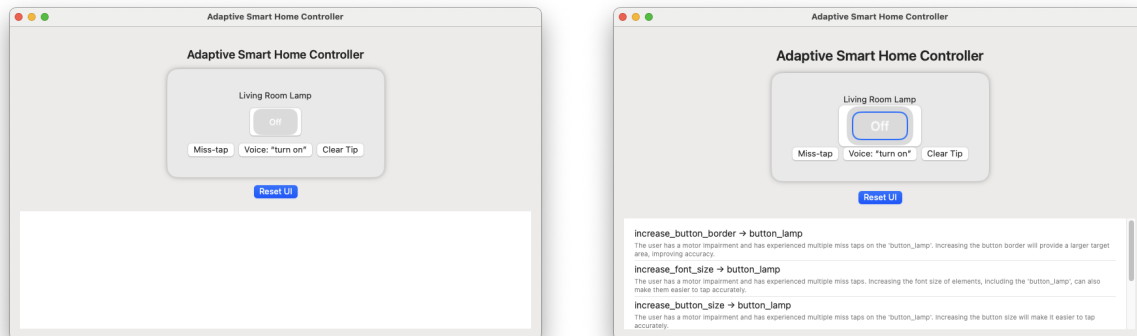 Adaptive Smart Home Controller
Adaptive Smart Home Controller
Living Room Lamp
Off
Miss-tap Voice: “turn on” Clear Tip
Reset UI
Adaptive Smart Home Controller
Adaptive Smart Home Controller
Living Room Lamp
Off
Miss-tap Voice: “turn on” Clear Tip
Reset UI
increase_button_border → button_lamp
The user has a motor impairment and has experienced multiple miss taps on the 'button_lamp'. Increasing the button border will provide a larger target
area, improving accuracy.
increase_font_size → button_lamp
The user has a motor impairment and has experienced multiple miss taps. Increasing the font size of elements, including the 'button_lamp', can also
make them easier to tap accurately.
increase_button_size → button_lamp
The user has a motor impairment and has experienced multiple miss taps on the 'button_lamp'. Increasing the button size will make it easier to tap
accurately.